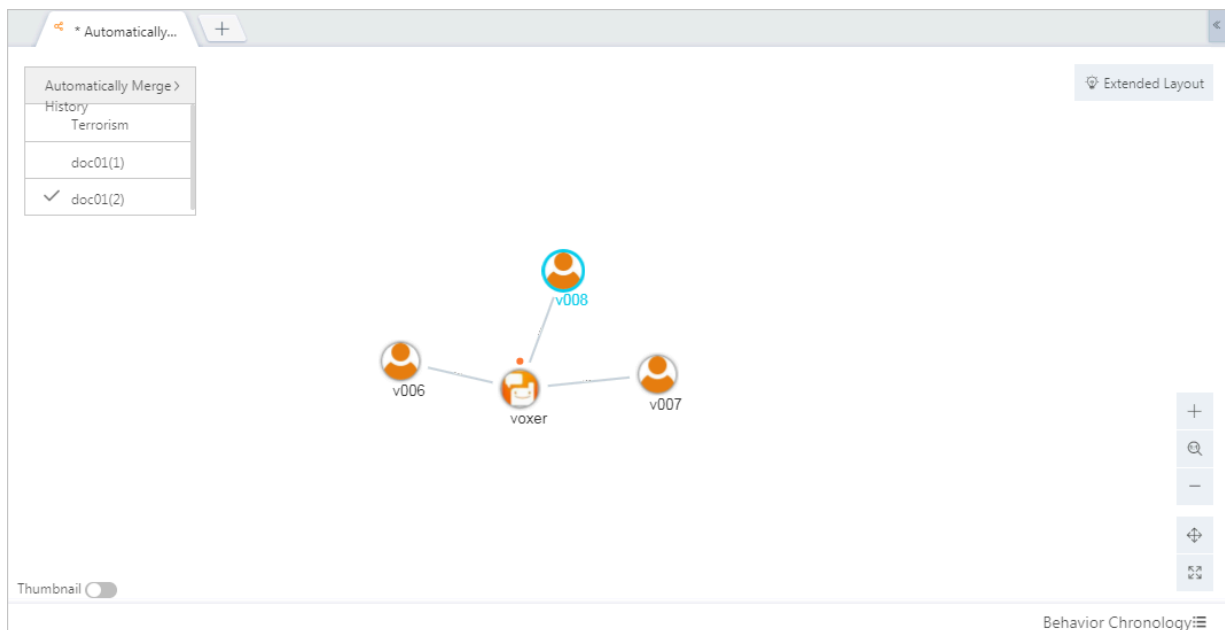 * Automatically...
Automatically Merge
History
Extended Layout
Terrorism
doc01(1)
doc01(2)
v008
v006
v007
voxer
Thumbnail
Behavior Chronology